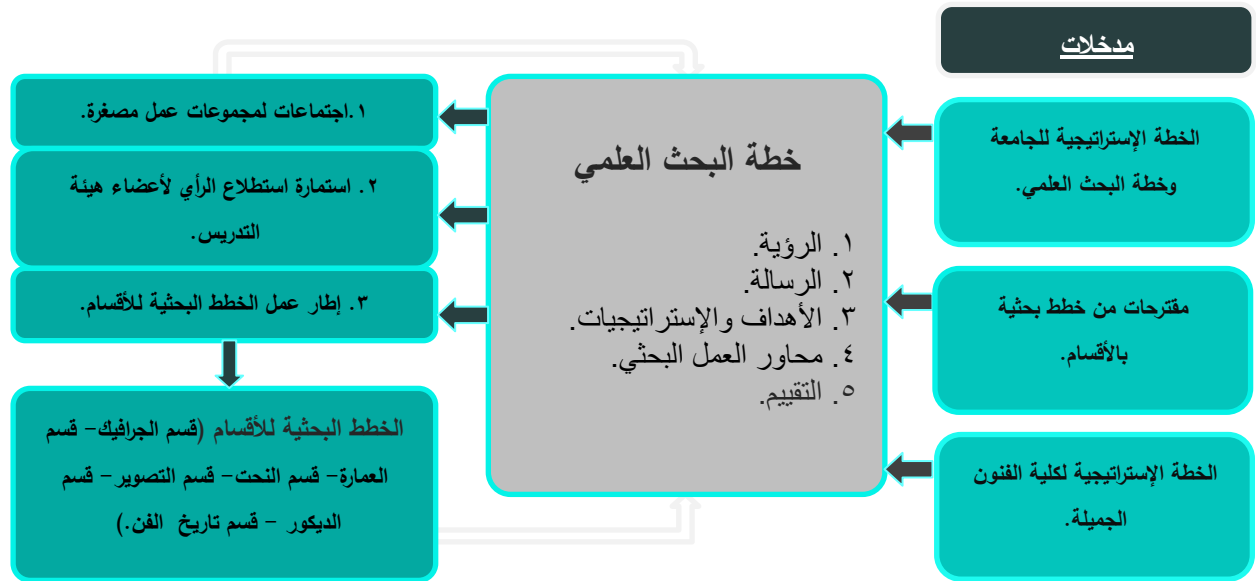 مدخلات
الخطة الإستراتيجية للجامعة
وخطة البحث العلمي.
مقترحات من خطط بحثية
بالأقسام.
الخطة الإستراتيجية لكلية الفنون
الجميلة.
خطة البحث العلمي
١. الرؤية.
٢. الرسالة.
٣. الأهداف والإستراتيجيات.
٤. محاور العمل البحثي.
٥. التقييم.
١.اجتماعات لمجموعات عمل مصغرة.
٢. استمارة استطلاع الرأي لأعضاء هيئة
التدريس.
٣. إطار عمل الخطط البحثية للأقسام.
الخطط البحثية للأقسام (قسم الجرافيك- قسم
العمارة- قسم النحت- قسم التصوير- قسم
الديكور - قسم تاريخ الفن.)